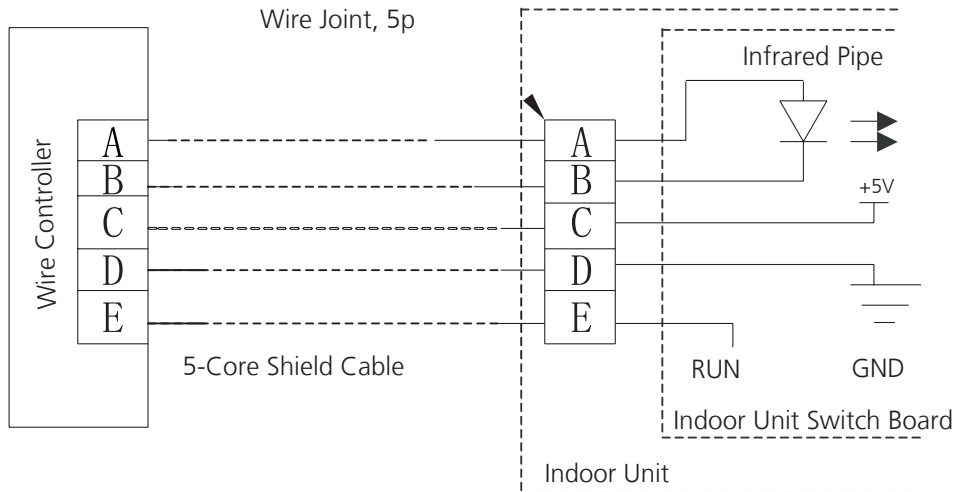 Wire Joint, 5p
Infrared Pipe
Wire Controller
A
B
C
D
E
A
B
C
D
E
+5V
5-Core Shield Cable
RUN
GND
Indoor Unit Switch Board
Indoor Unit